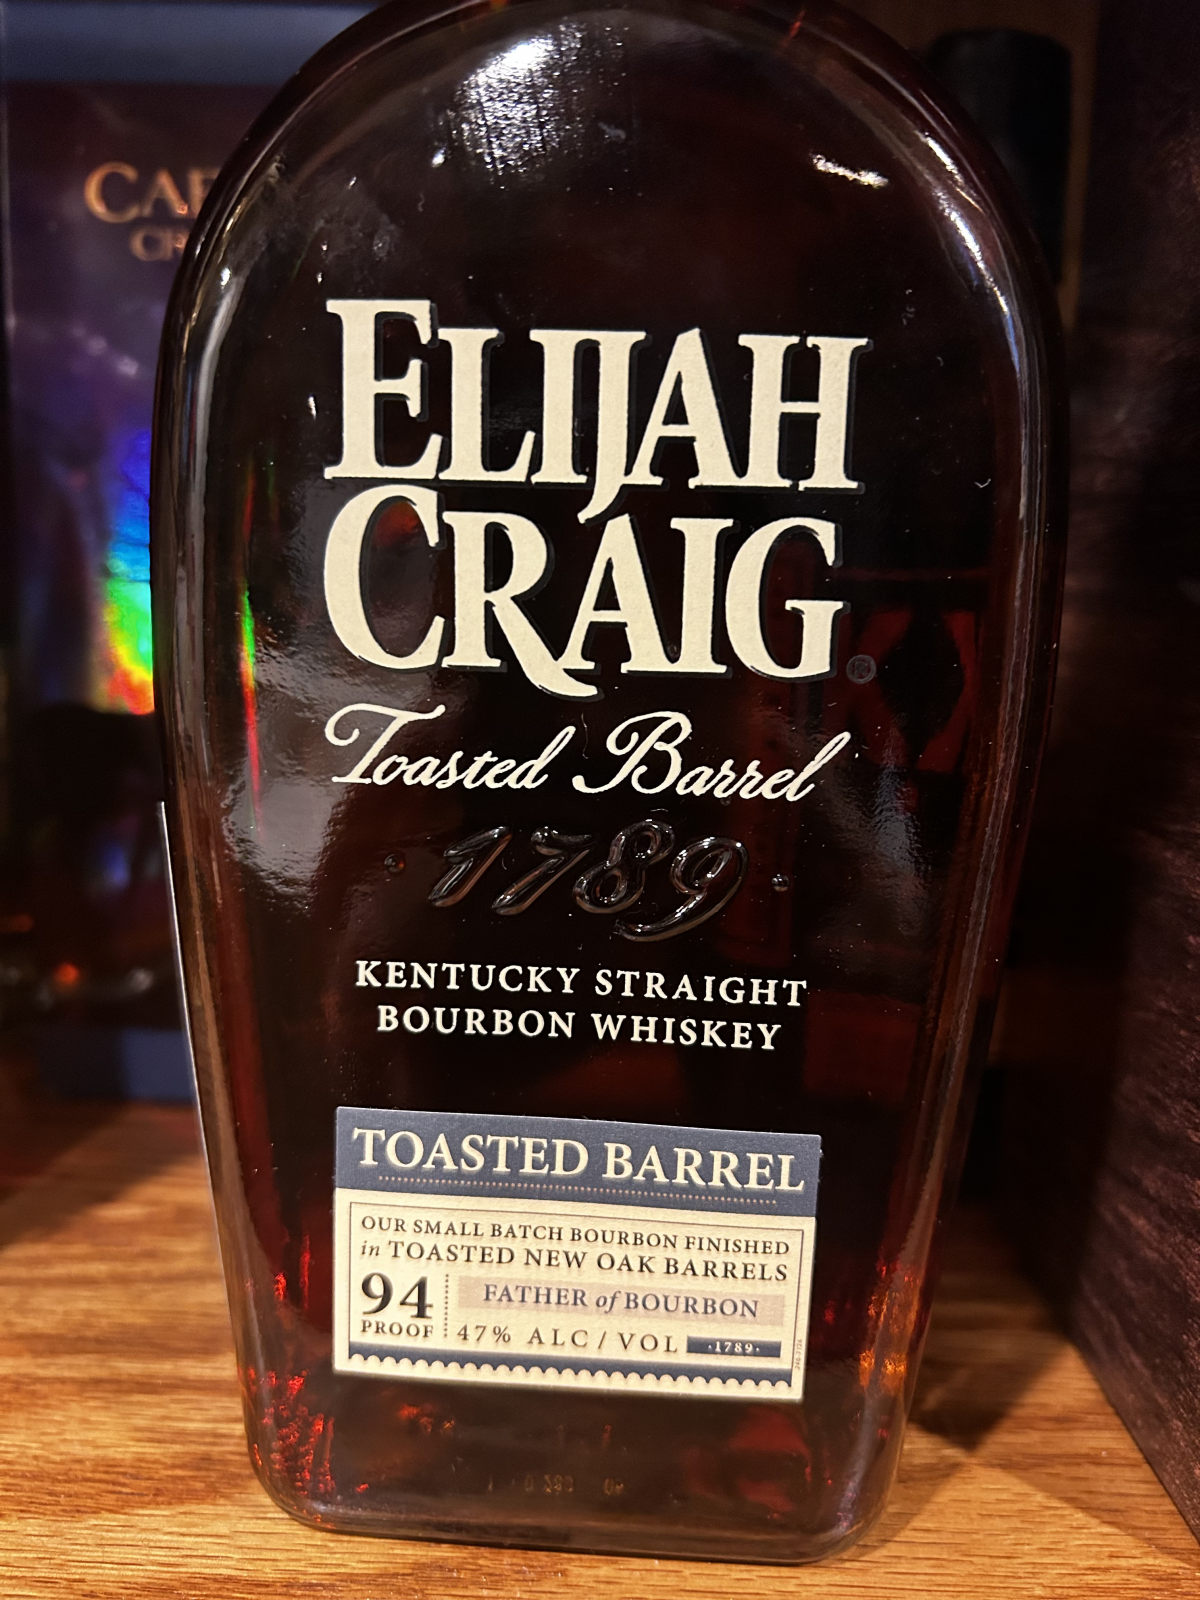 ELIJAH
CRAIG
Toasted Barrel
1789
KENTUCKY STRAIGHT
BOURBON WHISKEY
TOASTED BARREL
OUR SMALL BATCH BOURBON FINISHED
in TOASTED NEW OAK BARRELS
94
PROOF
FATHER of BOURBON
47% ALC/VOL
·1789·